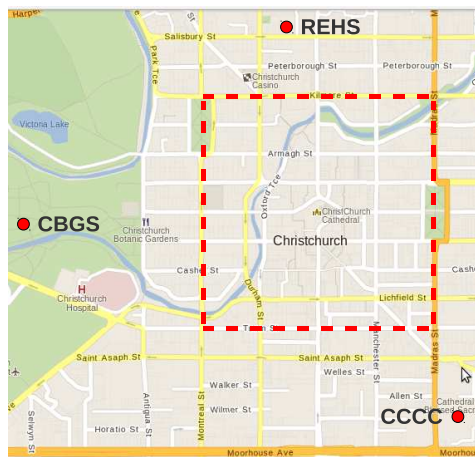 Harper
REHS
Salisbury St
Park Tce
Peterborough St
Peterborough St
Christchurch
Casino
Kilmore St
Victoria Lake
Madras St
Armagh St
Oxford Tce
ChristChurch
Cathedral
CBGS
Christchurch
Botanic Gardens
Christchurch
Cashel St
Cashe
H
Christchurch
Hospital
Durham St
Lichfield St
Saint Asaph St
Saint Asaph St
Manchester St
Madras St
Welles St
Walker St
Montreal St
Antigua St
Selwyn St
Wilmer St
Allen St
Cathedral
CCCC
Horatio St
Moorhouse Ave
Moorhou